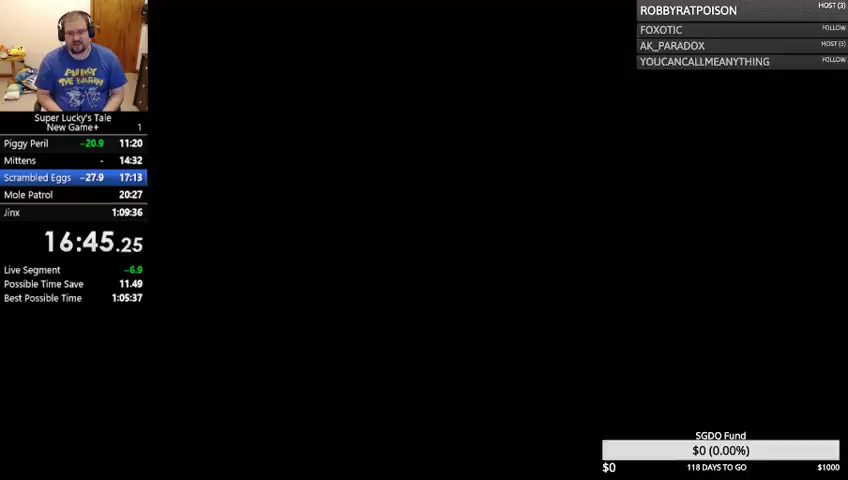 ROBBYRATPOISON HOST (3)
FOXOTIC FOLLOW
AK_PARADOX HOST (5)
YOUCANCALLMEANYTHING FOLLOW
Super Lucky's Tale
New Game+ 1
Piggy Peril -20.9 11:20
Mittens - 14:32
Scrambled Eggs -27.9 17:13
Mole Patrol 20:27
Jinx 1:09:36
16:45.25
Live Segment -6.9
Possible Time Save 11.49
Best Possible Time 1:05:37
SGDQ Fund
$0 (0.00%)
$0 118 DAYS TO GO $1000